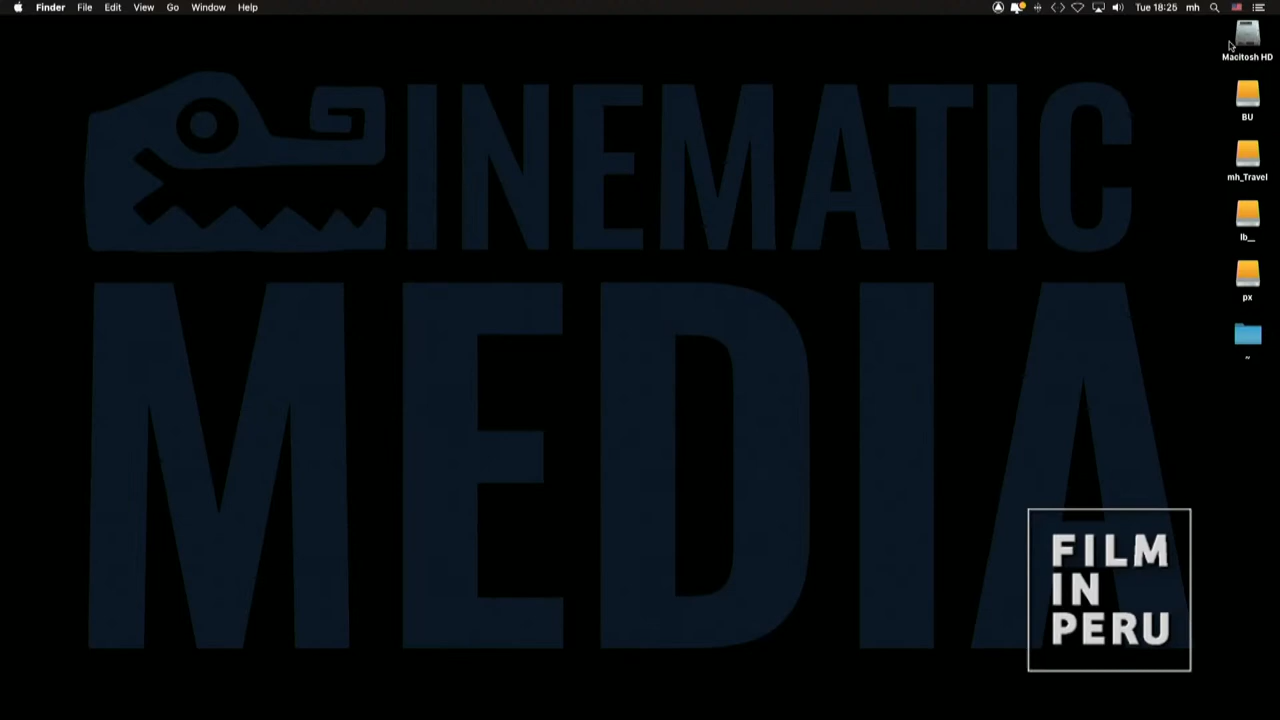 Finder File Edit View Go Window Help
Tue 18:25 mh
Macitosh HD
BU
mh_Travel
lb__
px
~
INEMATIC
MEDIA
FILM
IN
PERU